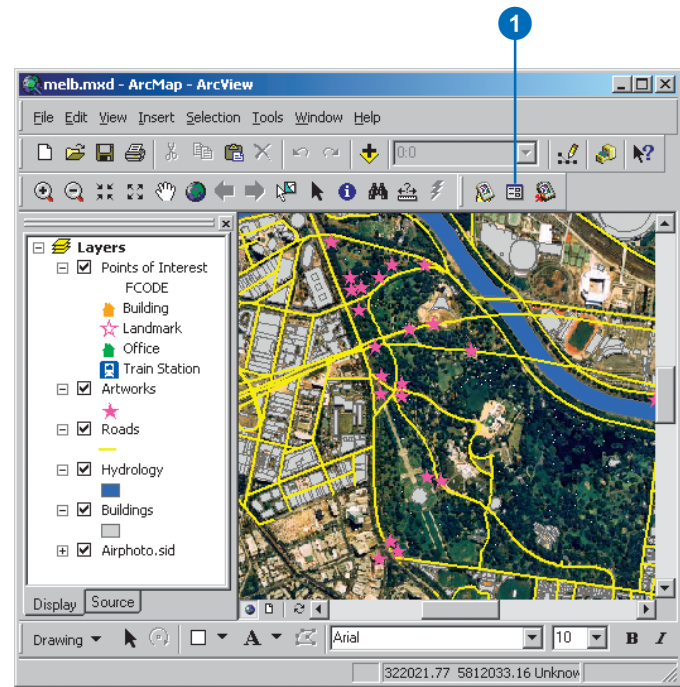 1
melb.mxd - ArcMap - ArcView
File Edit View Insert Selection Tools Window Help
0:0
Layers
Points of Interest
FCODE
Building
Landmark
Office
Train Station
Artworks
Roads
Hydrology
Buildings
Airphoto.sid
Display Source
Drawing A Arial 10 B I
322021.77 5812033.16 Unknow